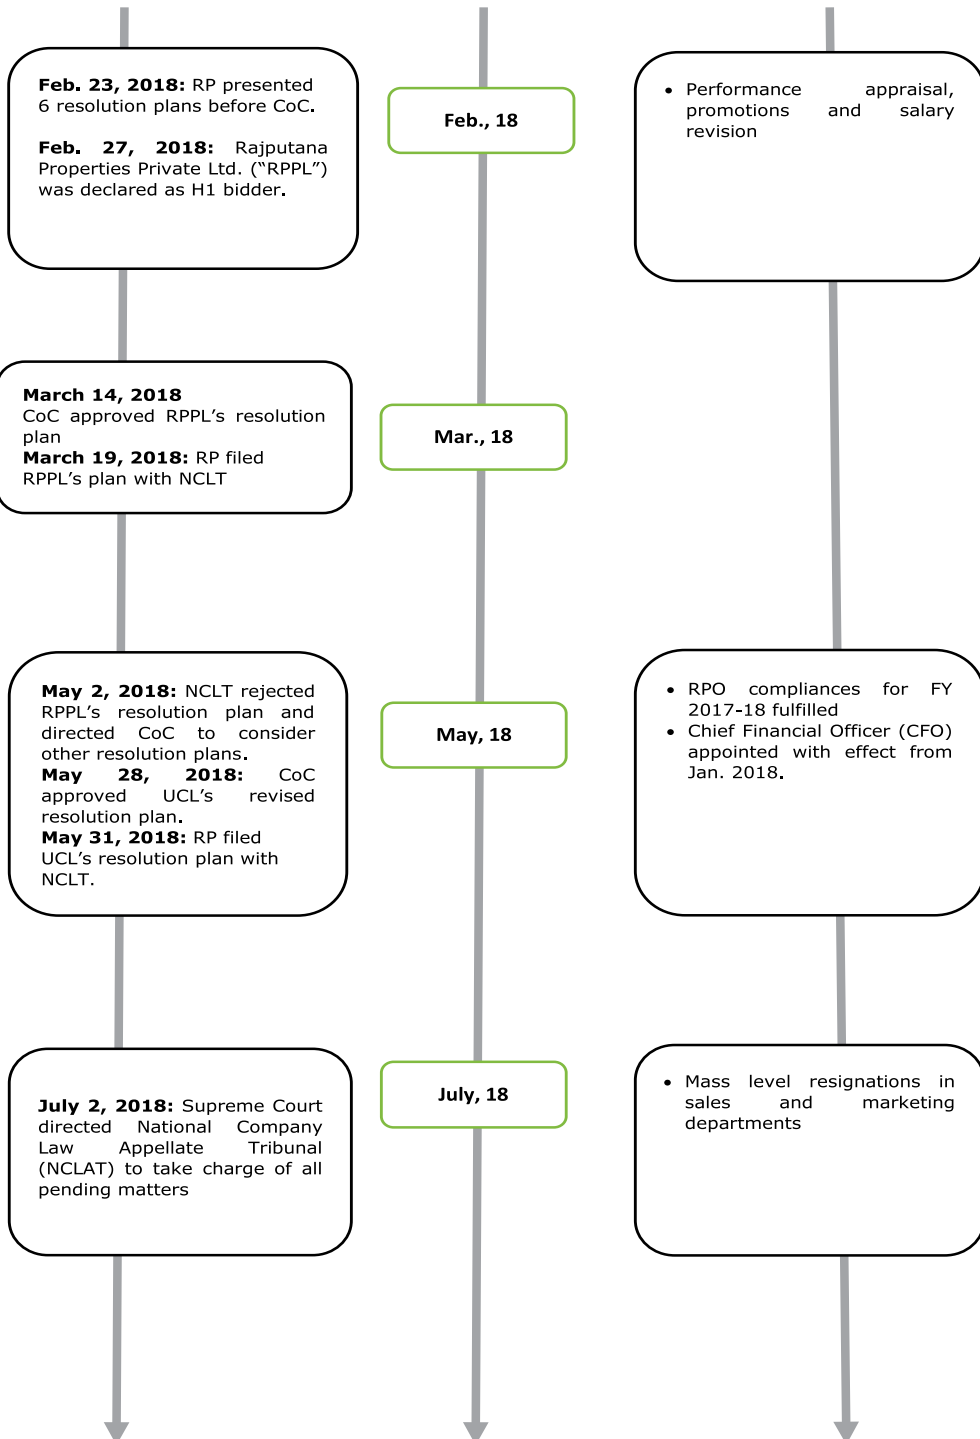 Feb. 23, 2018: RP presented
6 resolution plans before CoC.
Feb. 27, 2018: Rajputana
Properties Private Ltd. (“RPPL”)
was declared as H1 bidder.
Feb., 18
• Performance appraisal,
promotions and salary
revision
March 14, 2018
CoC approved RPPL’s resolution
plan
March 19, 2018: RP filed
RPPL’s plan with NCLT
Mar., 18
May 2, 2018: NCLT rejected
RPPL’s resolution plan and
directed CoC to consider
other resolution plans.
May 28, 2018: CoC
approved UCL’s revised
resolution plan.
May 31, 2018: RP filed
UCL’s resolution plan with
NCLT.
May, 18
• RPO compliances for FY
2017-18 fulfilled
• Chief Financial Officer (CFO)
appointed with effect from
Jan. 2018.
July 2, 2018: Supreme Court
directed National Company
Law Appellate Tribunal
(NCLAT) to take charge of all
pending matters
July, 18
• Mass level resignations in
sales and marketing
departments